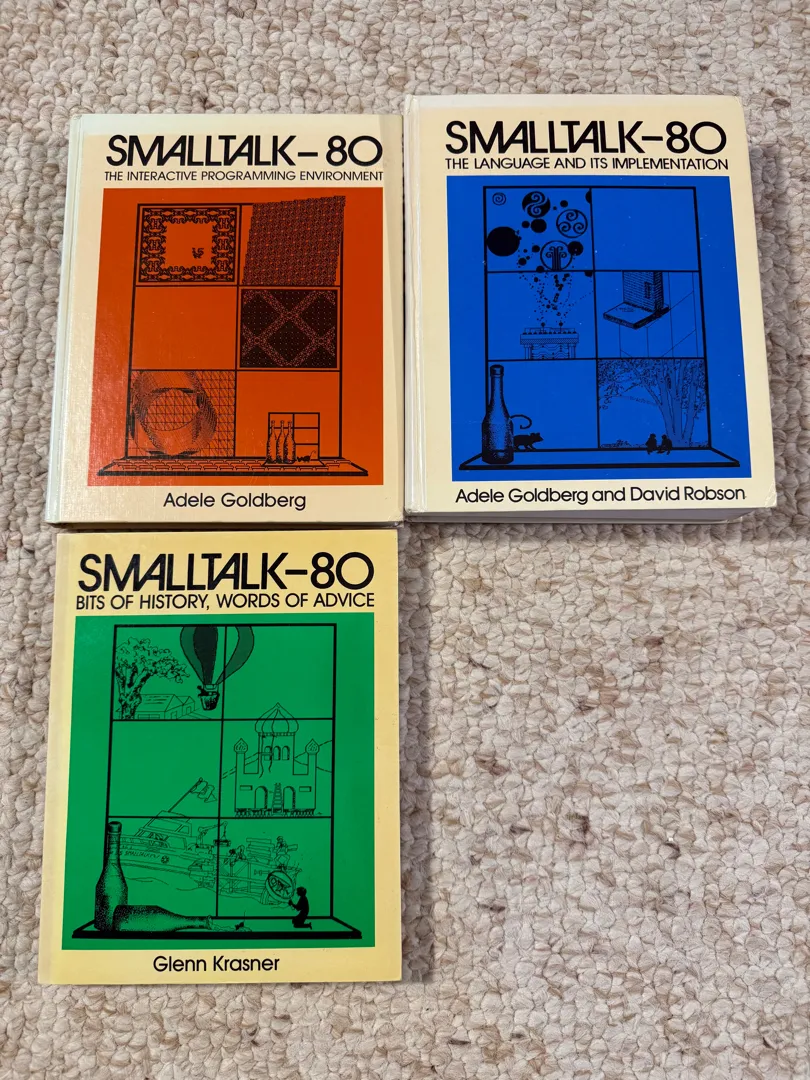 SMALLTALK-80
THE INTERACTIVE PROGRAMMING ENVIRONMENT
Adele Goldberg
SMALLTALK-80
THE LANGUAGE AND ITS IMPLEMENTATION
Adele Goldberg and David Robson
SMALLTALK-80
BITS OF HISTORY, WORDS OF ADVICE
Glenn Krasner